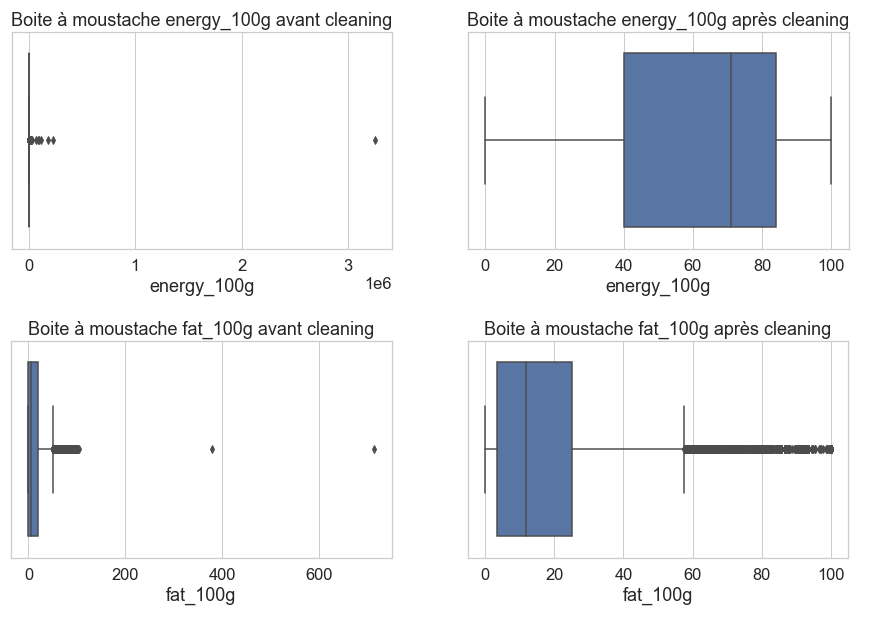 Boite à moustache energy_100g avant cleaning
0 1 2 3
1e6
energy_100g
Boite à moustache energy_100g après cleaning
0 20 40 60 80 100
energy_100g
Boite à moustache fat_100g avant cleaning
0 200 400 600
fat_100g
Boite à moustache fat_100g après cleaning
0 20 40 60 80 100
fat_100g